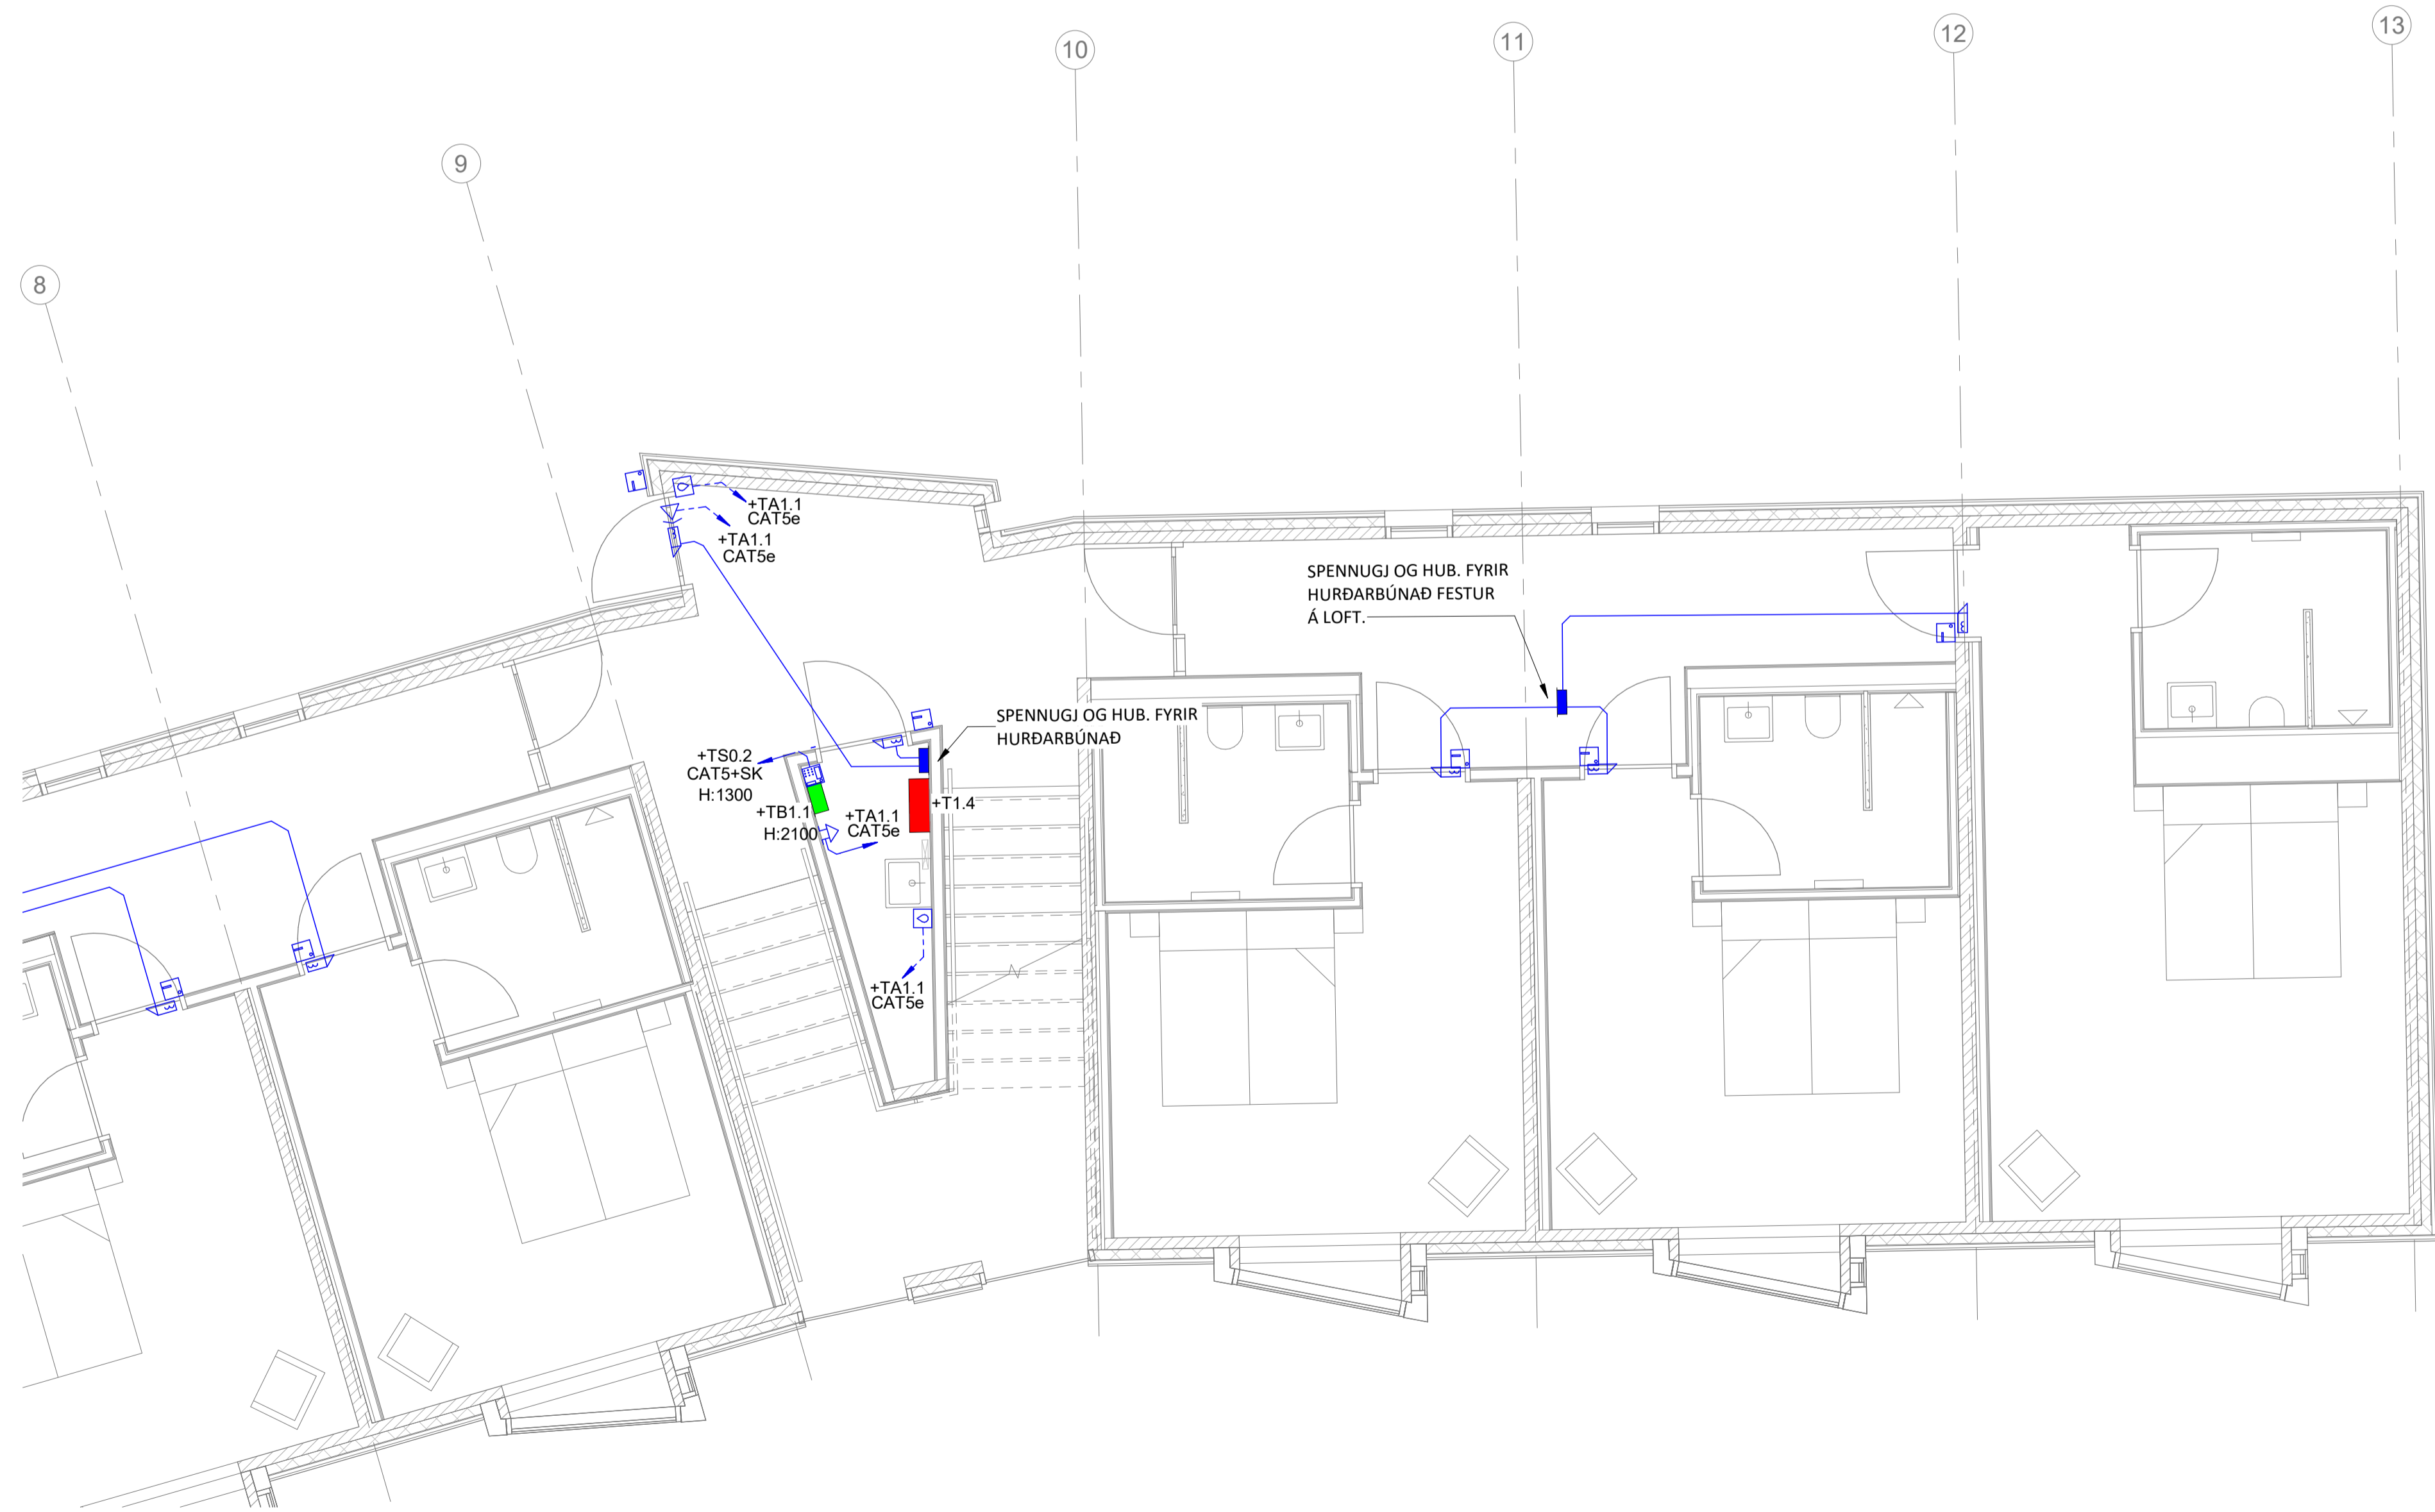 13
12
11
10
9
8
+TA1.1
CAT5e
+TA1.1
CAT5e
SPENNUGJ OG HUB. FYRIR
HURÐARBÚNAÐ FESTUR
Á LOFT.
SPENNUGJ OG HUB. FYRIR
HURÐARBÚNAÐ
+TS0.2
CAT5+SK
H:1300
+TB1.1
H:2100
+TA1.1
CAT5e
+T1.4
+TA1.1
CAT5e